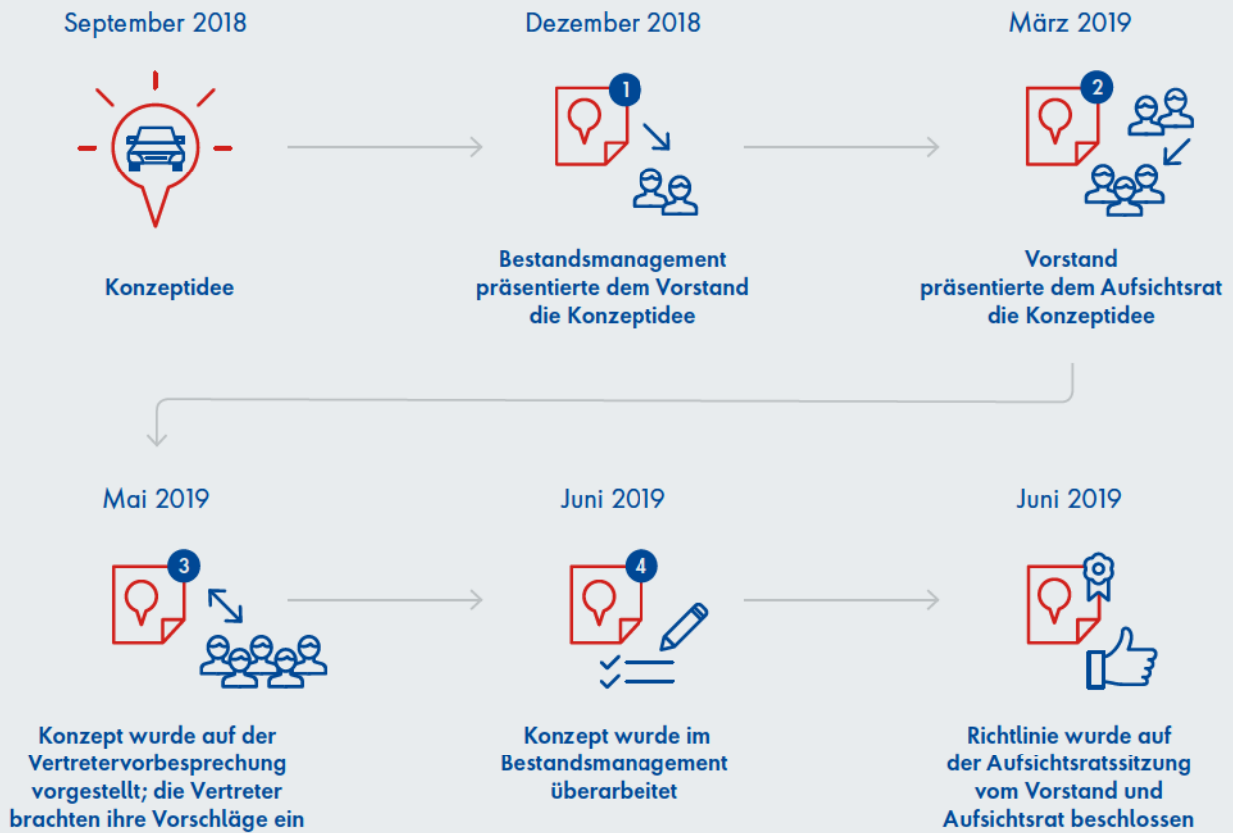 September 2018
Konzeptidee
Dezember 2018
1
Bestandsmanagement
präsentierte dem Vorstand
die Konzeptidee
März 2019
2
Vorstand
präsentierte dem Aufsichtsrat
die Konzeptidee
Mai 2019
3
Konzept wurde auf der
Vertretervorbesprechung
vorgestellt; die Vertreter
brachten ihre Vorschläge ein
Juni 2019
4
Konzept wurde im
Bestandsmanagement
überarbeitet
Juni 2019
Richtlinie wurde auf
der Aufsichtsratssitzung
vom Vorstand und
Aufsichtsrat beschlossen